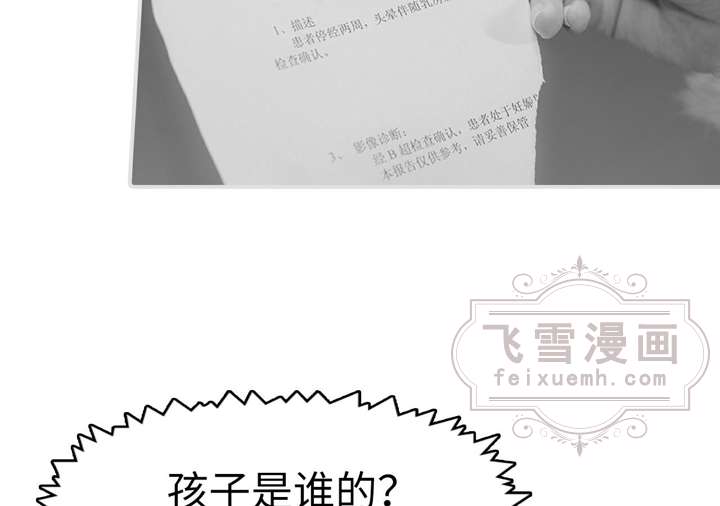 1、描述
患者停经两周，头晕伴随乳房
检查确认。
3、 影像诊断：
经B超检查确认，患者处于妊娠
本报告仅供参考，请妥善保管
飞雪漫画
feixuemh.com
孩子是谁的？